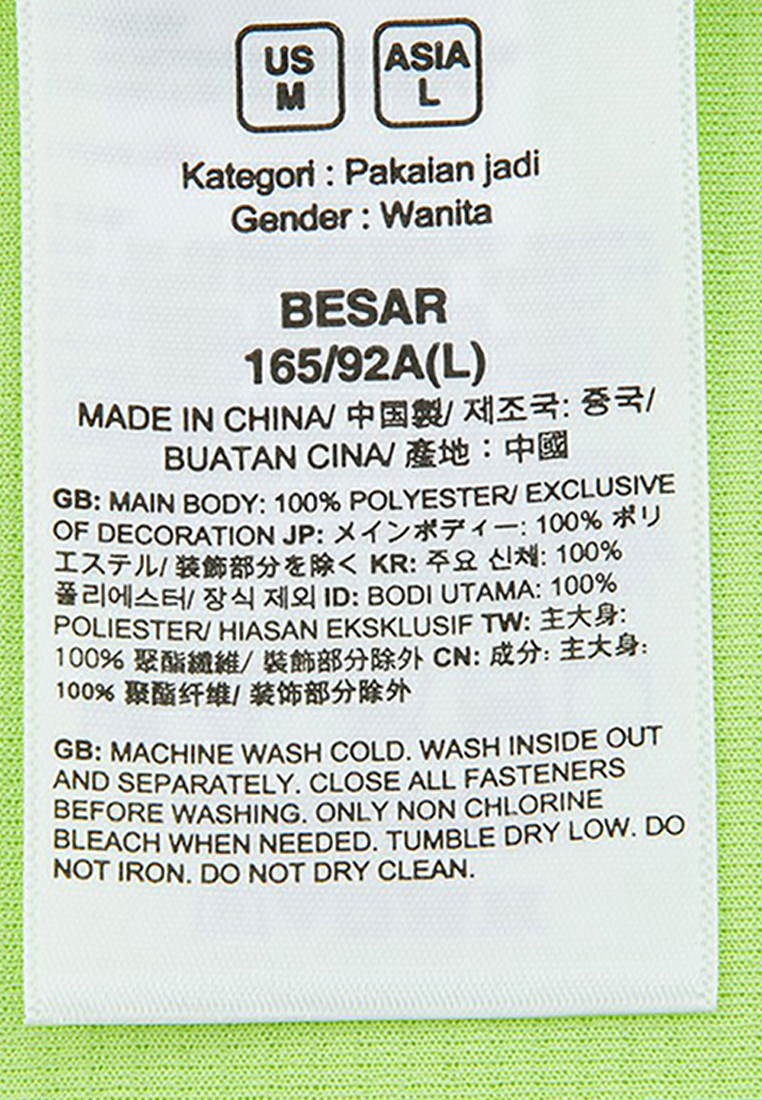 US
M
ASIA
L
Kategori : Pakaian jadi
Gender : Wanita
BESAR
165/92A(L)
MADE IN CHINA/ 中国製/ 제조국: 중국/
BUATAN CINA/ 產地：中國
GB: MAIN BODY: 100% POLYESTER/ EXCLUSIVE
OF DECORATION JP: メインボディー: 100% ポリ
エステル/ 装飾部分を除く KR: 주요 신체: 100%
폴리에스터/ 장식 제외 ID: BODI UTAMA: 100%
POLIESTER/ HIASAN EKSKLUSIF TW: 主大身:
100% 聚酯纖維/ 裝飾部分除外 CN: 成分: 主大身:
100% 聚酯纤维/ 装饰部分除外
GB: MACHINE WASH COLD. WASH INSIDE OUT
AND SEPARATELY. CLOSE ALL FASTENERS
BEFORE WASHING. ONLY NON CHLORINE
BLEACH WHEN NEEDED. TUMBLE DRY LOW. DO
NOT IRON. DO NOT DRY CLEAN.